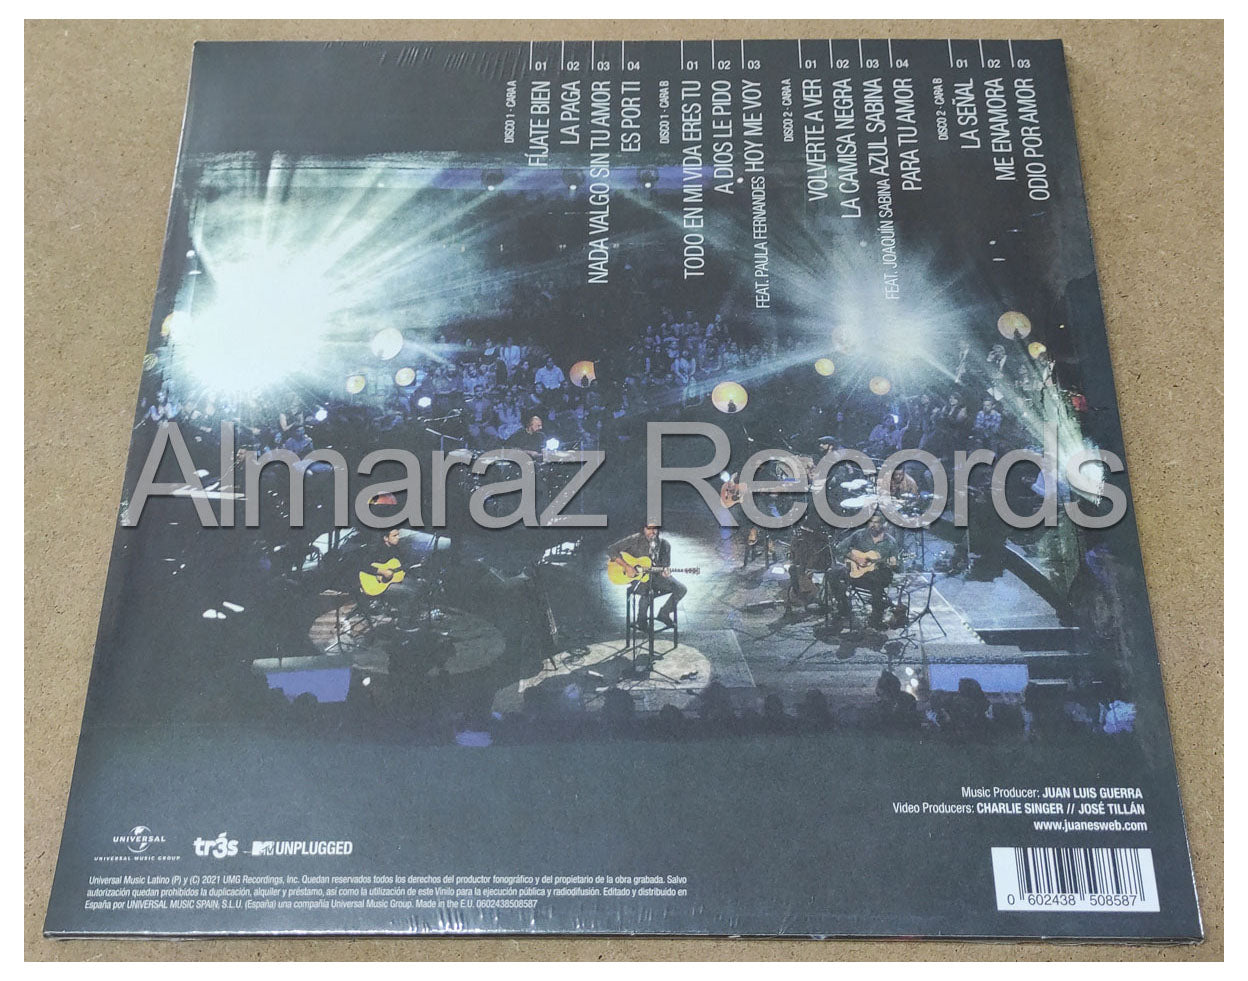 DISCO 1 - CARA A
01 FÍJATE BIEN
02 LA PAGA
03 NADA VALGO SIN TU AMOR
04 ES POR TI
DISCO 1 - CARA B
01 TODO EN MI VIDA ERES TU
02 A DIOS LE PIDO
03 HOY ME VOY FEAT. PAULA FERNANDES
DISCO 2 - CARA A
01 VOLVERTE A VER
02 LA CAMISA NEGRA
03 AZUL SABINA FEAT. JOAQUÍN SABINA
04 PARA TU AMOR
DISCO 2 - CARA B
01 LA SEÑAL
02 ME ENAMORA
03 ODIO POR AMOR
Almaraz Records
Music Producer: JUAN LUIS GUERRA
Video Producers: CHARLIE SINGER // JOSÉ TILLÁN
www.juanesweb.com
UNIVERSAL
UNIVERSAL MUSIC GROUP
tr3s
MTV UNPLUGGED
Universal Music Latino (P) y (C) 2021 UMG Recordings, Inc. Quedan reservados todos los derechos del productor fonográfico y del propietario de la obra grabada. Salvo
autorización quedan prohibidos la duplicación, alquiler y préstamo, así como la utilización de este Vinilo para la ejecución pública y radiodifusión. Editado y distribuido en
España por UNIVERSAL MUSIC SPAIN, S.L.U. (España) una compañía Universal Music Group. Made in the E.U. 0602438508587
0 602438 508587